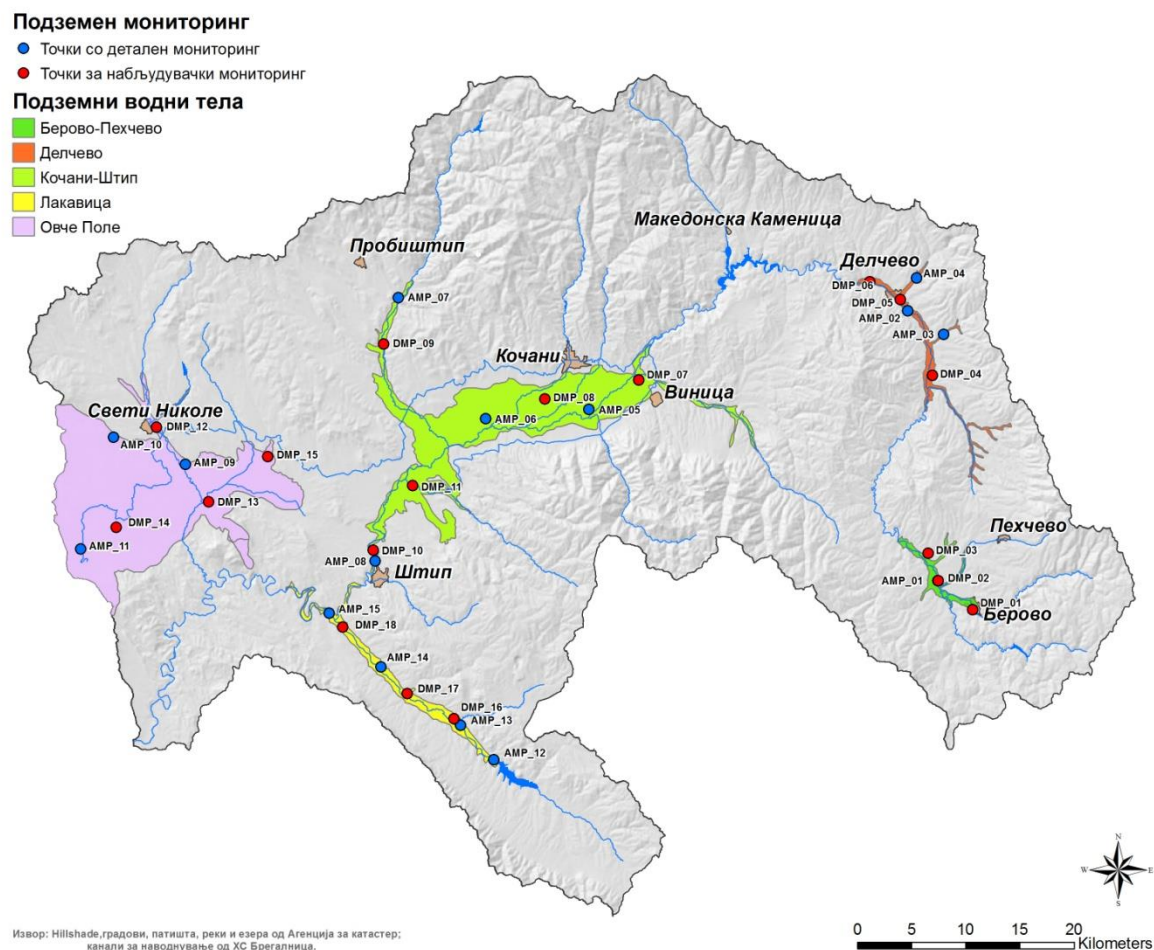 Подземен мониторинг
Точки со детален мониторинг
Точки за набљудувачки мониторинг
Подземни водни тела
Берово-Пехчево
Делчево
Кочани-Штип
Лакавица
Овче Поле
Македонска Каменица
Пробиштип
Делчево
AMP_04
DMP_06
DMP_05
AMP_02
AMP_03
AMP_07
DMP_09
Кочани
DMP_07
DMP_04
Виница
DMP_08
AMP_05
AMP_06
Свети Николе
DMP_12
AMP_10
AMP_09
DMP_15
DMP_11
DMP_13
DMP_14
AMP_11
Пехчево
DMP_10
AMP_08
Штип
DMP_03
AMP_01
DMP_02
DMP_01
Берово
AMP_15
DMP_18
AMP_14
DMP_17
DMP_16
AMP_13
AMP_12
N
W
E
S
Извор: Hillshade,градови, патишта, реки и езера од Агенција за катастер;
канали за наводнување од ХС Брегалница.
0 5 10 20
Kilometers